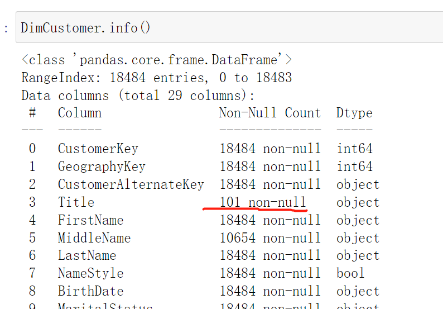 : DimCustomer.info()
<class 'pandas.core.frame.DataFrame'>
RangeIndex: 18484 entries, 0 to 18483
Data columns (total 29 columns):
# Column Non-Null Count Dtype
--- ------ -------------- -----
0 CustomerKey 18484 non-null int64
1 GeographyKey 18484 non-null int64
2 CustomerAlternateKey 18484 non-null object
3 Title 101 non-null object
4 FirstName 18484 non-null object
5 MiddleName 10654 non-null object
6 LastName 18484 non-null object
7 NameStyle 18484 non-null bool
8 BirthDate 18484 non-null object
9 MaritalStatus 18484 non-null object